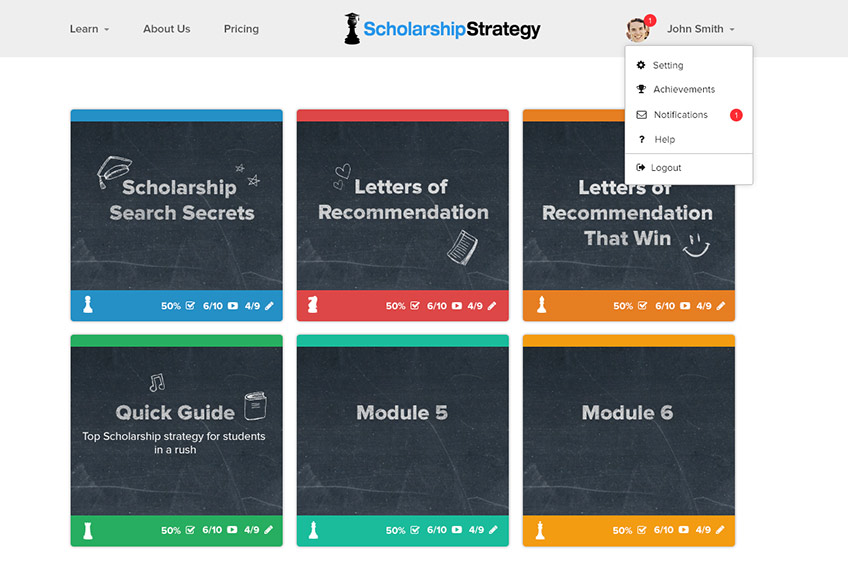 Learn
About Us
Pricing
ScholarshipStrategy
1
John Smith
Setting
Achievements
Notifications
1
? Help
Logout
Scholarship
Search Secrets
50% 6/10 4/9
Letters of
Recommendation
50% 6/10 4/9
Letters of
Recommendation
That Win
50% 6/10 4/9
Quick Guide
Top Scholarship strategy for students
in a rush
50% 6/10 4/9
Module 5
50% 6/10 4/9
Module 6
50% 6/10 4/9